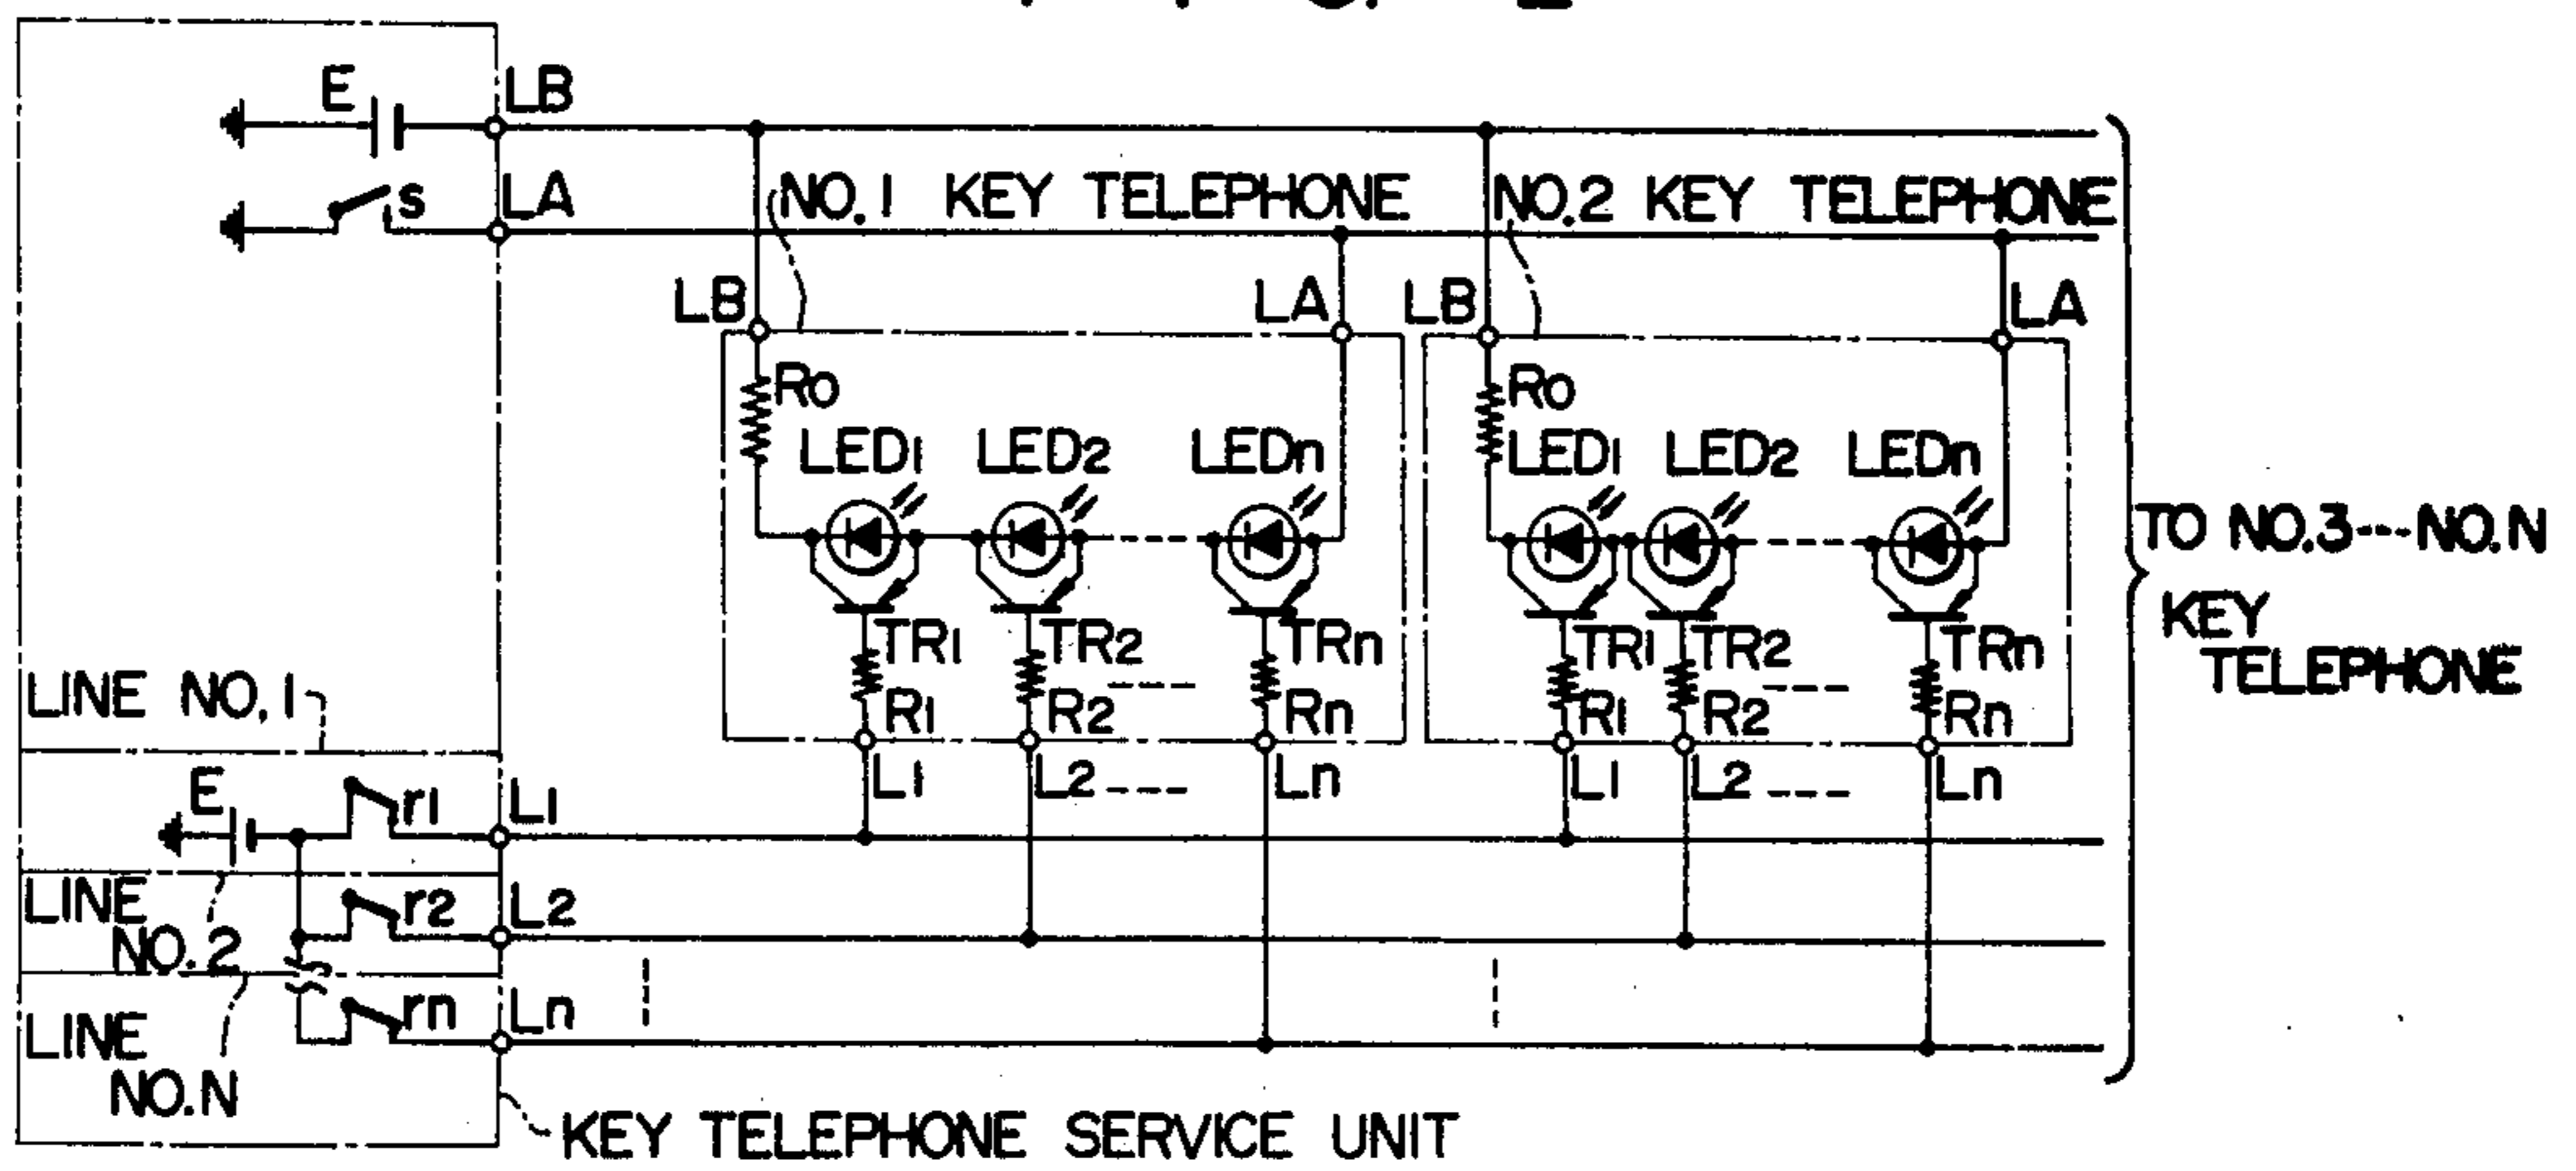 E
LB
s
LA
NO.1 KEY TELEPHONE
NO.2 KEY TELEPHONE
LB
LA
LB
LA
R0
R0
LED1
LED2
LEDn
LED1
LED2
LEDn
TO NO.3---NO.N
KEY
TELEPHONE
TR1
TR2
TRn
TR1
TR2
TRn
R1
R2
Rn
R1
R2
Rn
LINE NO.1
L1
L2
Ln
L1
L2
Ln
E
r1
L1
LINE
NO.2
r2
L2
LINE
NO.N
rn
Ln
KEY TELEPHONE SERVICE UNIT